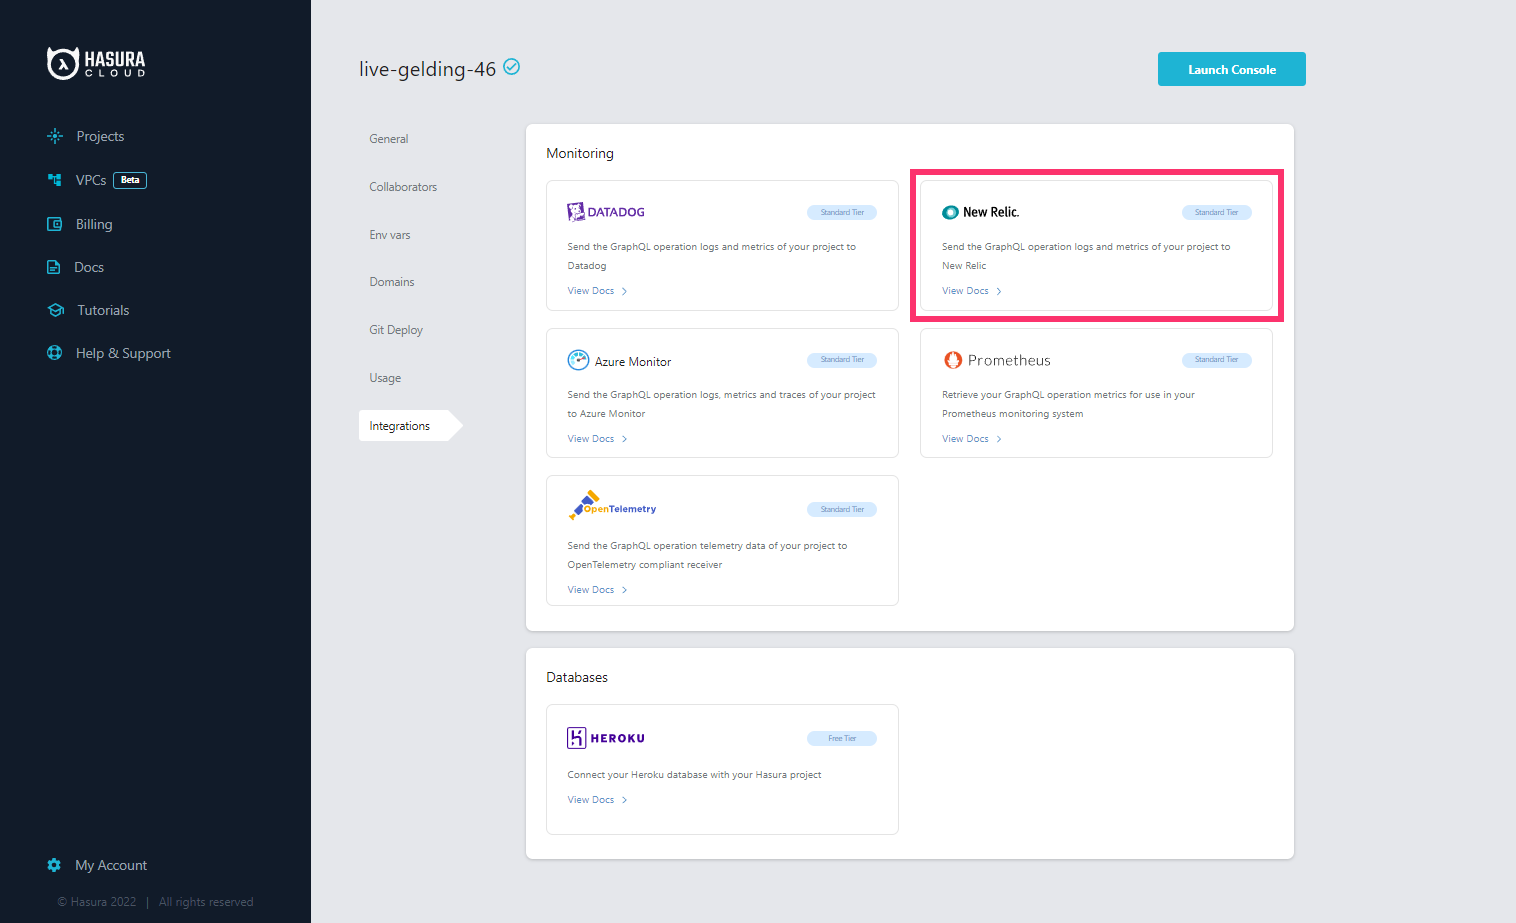 HASURA
CLOUD
Projects
VPCs Beta
Billing
Docs
Tutorials
Help & Support
My Account
© Hasura 2022 | All rights reserved
live-gelding-46
Launch Console
General
Collaborators
Env vars
Domains
Git Deploy
Usage
Integrations
Monitoring
DATADOG
Standard Tier
Send the GraphQL operation logs and metrics of your project to
Datadog
View Docs
New Relic.
Standard Tier
Send the GraphQL operation logs and metrics of your project to
New Relic
View Docs
Azure Monitor
Standard Tier
Send the GraphQL operation logs, metrics and traces of your project
to Azure Monitor
View Docs
Prometheus
Standard Tier
Retrieve your GraphQL operation metrics for use in your
Prometheus monitoring system
View Docs
OpenTelemetry
Standard Tier
Send the GraphQL operation telemetry data of your project to
OpenTelemetry compliant receiver
View Docs
Databases
HEROKU
Free Tier
Connect your Heroku database with your Hasura project
View Docs